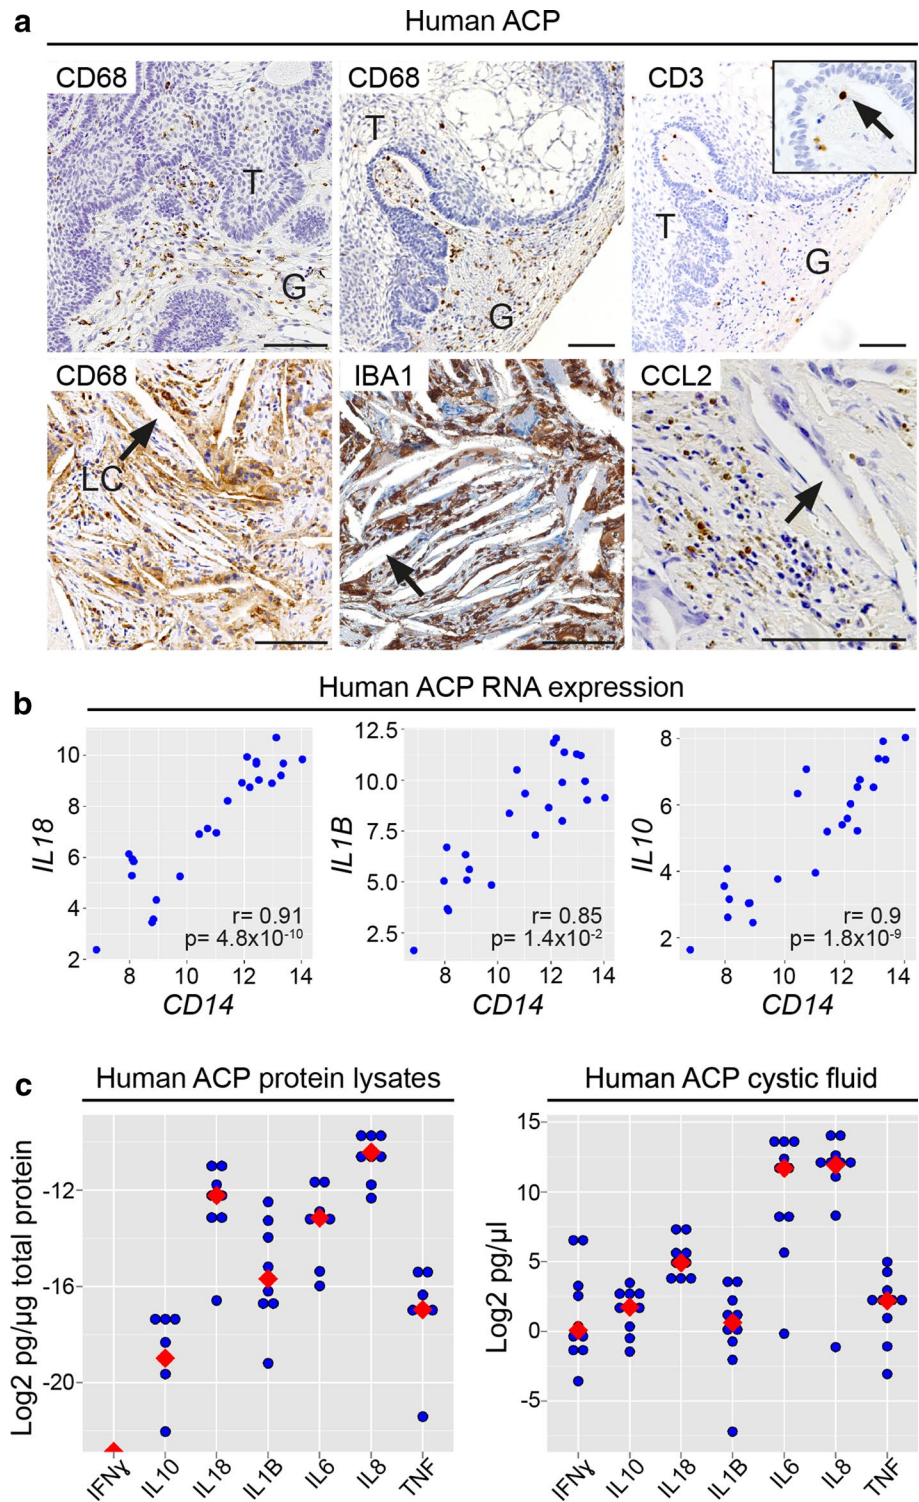 a
Human ACP
CD68
T
G
CD68
T
G
CD3
T
G
CD68
LC
IBA1
CCL2
b
Human ACP RNA expression
IL18
10
8
6
4
2
8
10
12
14
CD14
r= 0.91
p= 4.8x10⁻¹⁰
IL1B
12.5
10.0
7.5
5.0
2.5
8
10
12
14
CD14
r= 0.85
p= 1.4x10⁻²
IL10
8
6
4
2
8
10
12
14
CD14
r= 0.9
p= 1.8x10⁻⁹
c
Human ACP protein lysates
Log2 pg/µg total protein
-12
-16
-20
IFNɣ
IL10
IL18
IL1B
IL6
IL8
TNF
Human ACP cystic fluid
Log2 pg/µl
15
10
5
0
-5
IFNɣ
IL10
IL18
IL1B
IL6
IL8
TNF